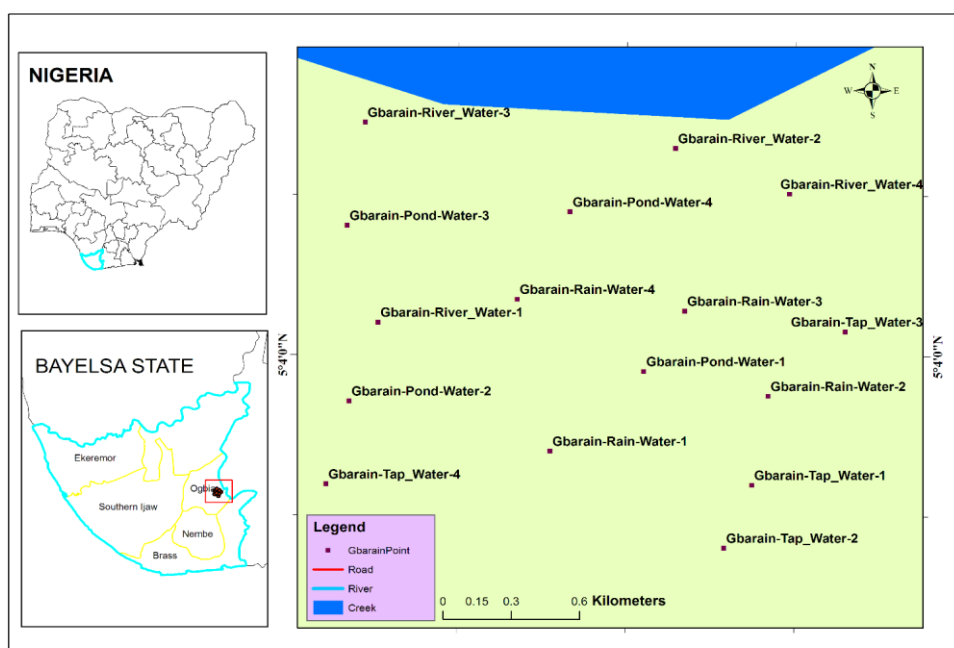 NIGERIA
BAYELSA STATE
Ekeremor
Ogbia
Southern Ijaw
Nembe
Brass
N
W E
S
Gbarain-River_Water-3
Gbarain-River_Water-2
Gbarain-River_Water-4
Gbarain-Pond-Water-4
Gbarain-Pond-Water-3
Gbarain-Rain-Water-4
Gbarain-Rain-Water-3
Gbarain-River_Water-1
Gbarain-Tap_Water-3
5°4'0"N
5°4'0"N
Gbarain-Pond-Water-1
Gbarain-Pond-Water-2
Gbarain-Rain-Water-2
Gbarain-Rain-Water-1
Gbarain-Tap_Water-4
Gbarain-Tap_Water-1
Gbarain-Tap_Water-2
Legend
GbarainPoint
Road
River
Creek
0 0.15 0.3 0.6 Kilometers